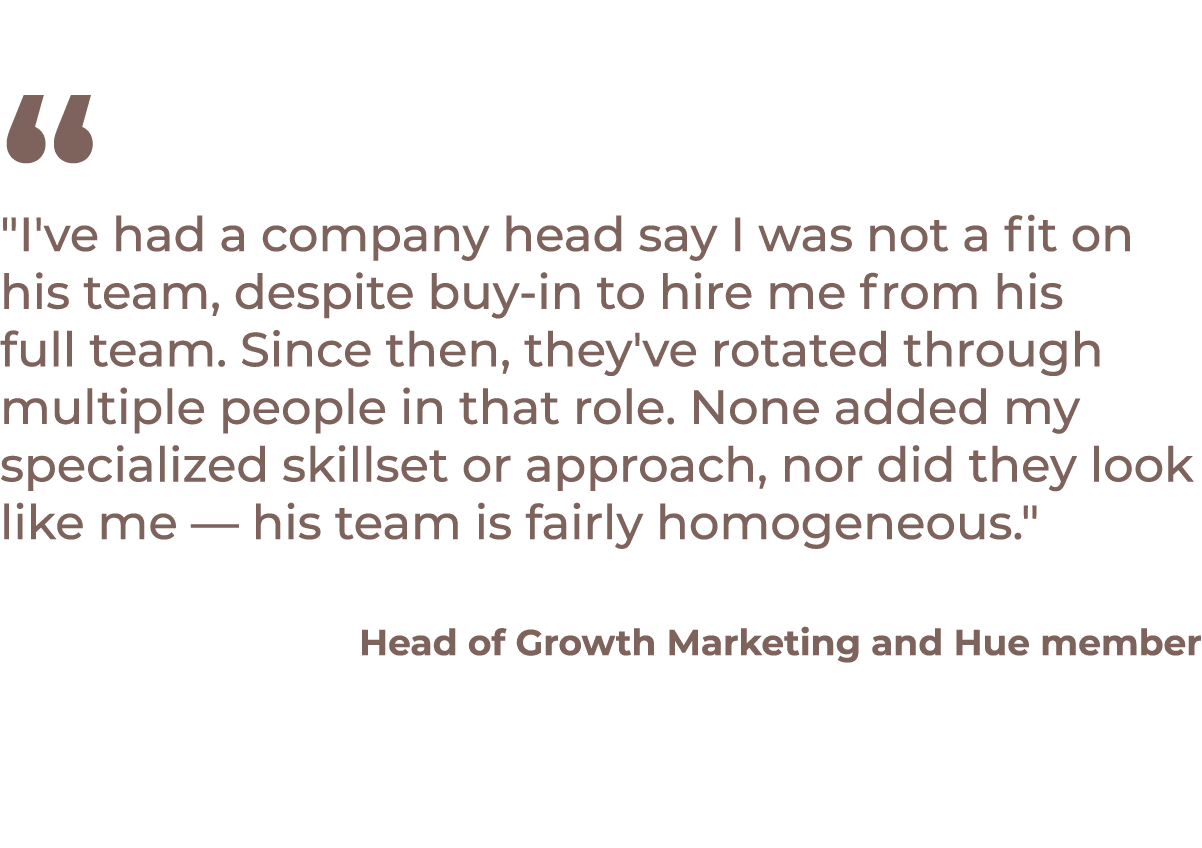 “
"I've had a company head say I was not a fit on
his team, despite buy-in to hire me from his
full team. Since then, they've rotated through
multiple people in that role. None added my
specialized skillset or approach, nor did they look
like me — his team is fairly homogeneous."
Head of Growth Marketing and Hue member